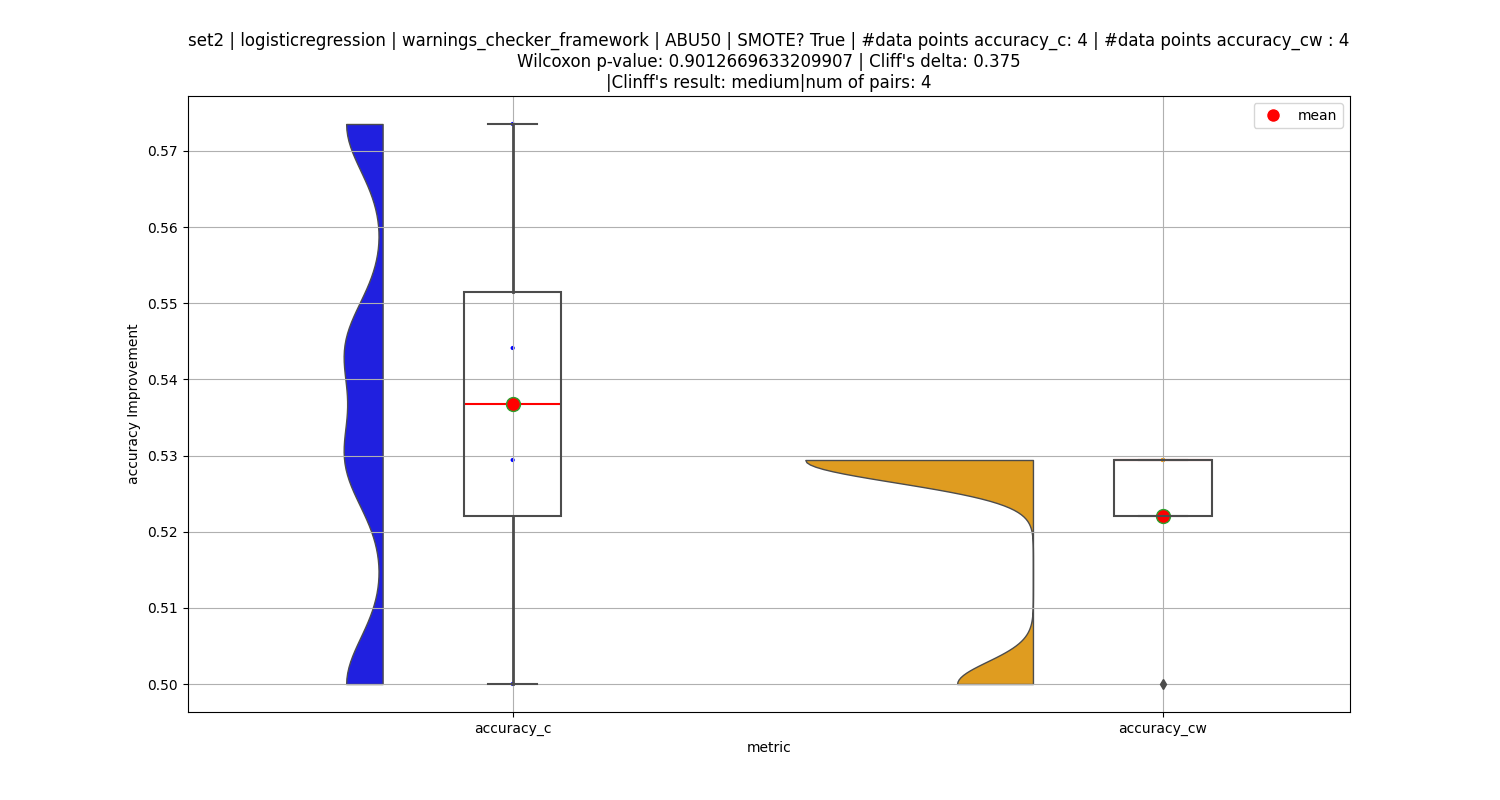 set2 | logisticregression | warnings_checker_framework | ABU50 | SMOTE? True | #data points accuracy_c: 4 | #data points accuracy_cw : 4
Wilcoxon p-value: 0.9012669633209907 | Cliff's delta: 0.375
|Clinff's result: medium|num of pairs: 4
mean
0.57
0.56
0.55
0.54
0.53
0.52
0.51
0.50
accuracy Improvement
accuracy_c
accuracy_cw
metric